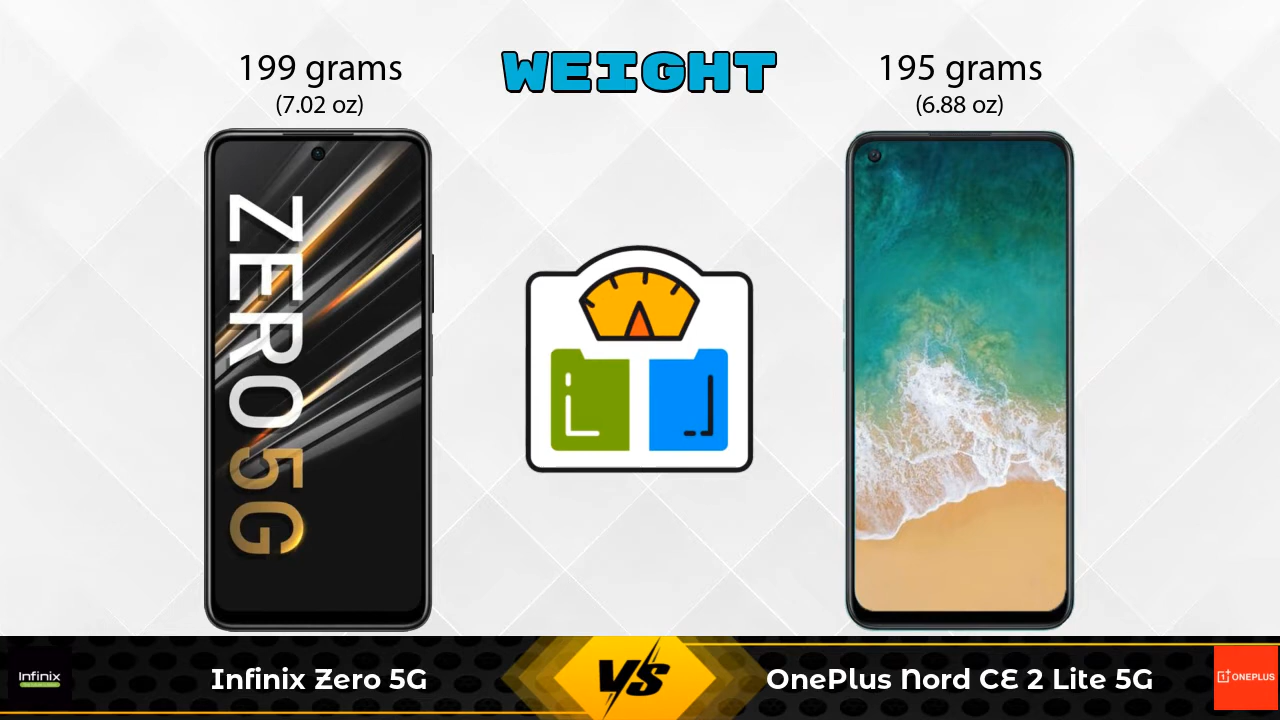 WEIGHT
199 grams
(7.02 oz)
195 grams
(6.88 oz)
ZERO 5G
Infinix
Infinix Zero 5G
VS
OnePlus Nord CE 2 Lite 5G
ONEPLUS